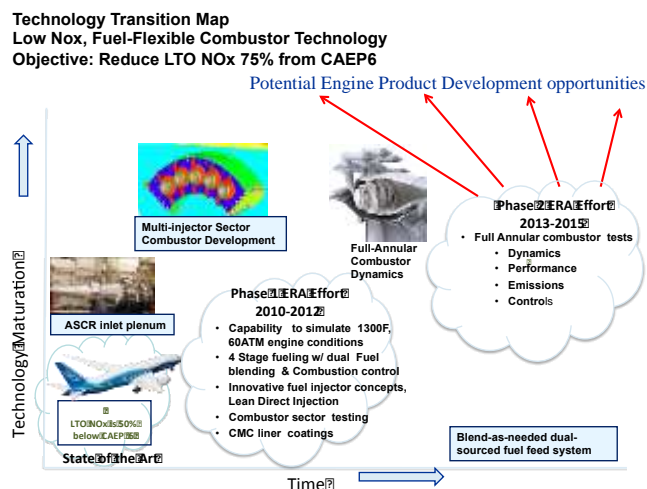 Technology Transition Map
Low Nox, Fuel-Flexible Combustor Technology
Objective: Reduce LTO NOx 75% from CAEP6
Potential Engine Product Development opportunities
Phase 2 ERA Effort
2013-2015
• Full Annular combustor tests
• Dynamics
• Performance
• Emissions
• Controls
Multi-injector Sector
Combustor Development
Full-Annular
Combustor
Dynamics
Technology Maturation
ASCR inlet plenum
Phase 1 ERA Effort
2010-2012
• Capability to simulate 1300F,
60ATM engine conditions
• 4 Stage fueling w/ dual Fuel
blending & Combustion control
• Innovative fuel injector concepts,
Lean Direct Injection
• Combustor sector testing
• CMC liner coatings
LTO NOx is 50%
below CAEP 6
State of the Art
Blend-as-needed dual-
sourced fuel feed system
Time